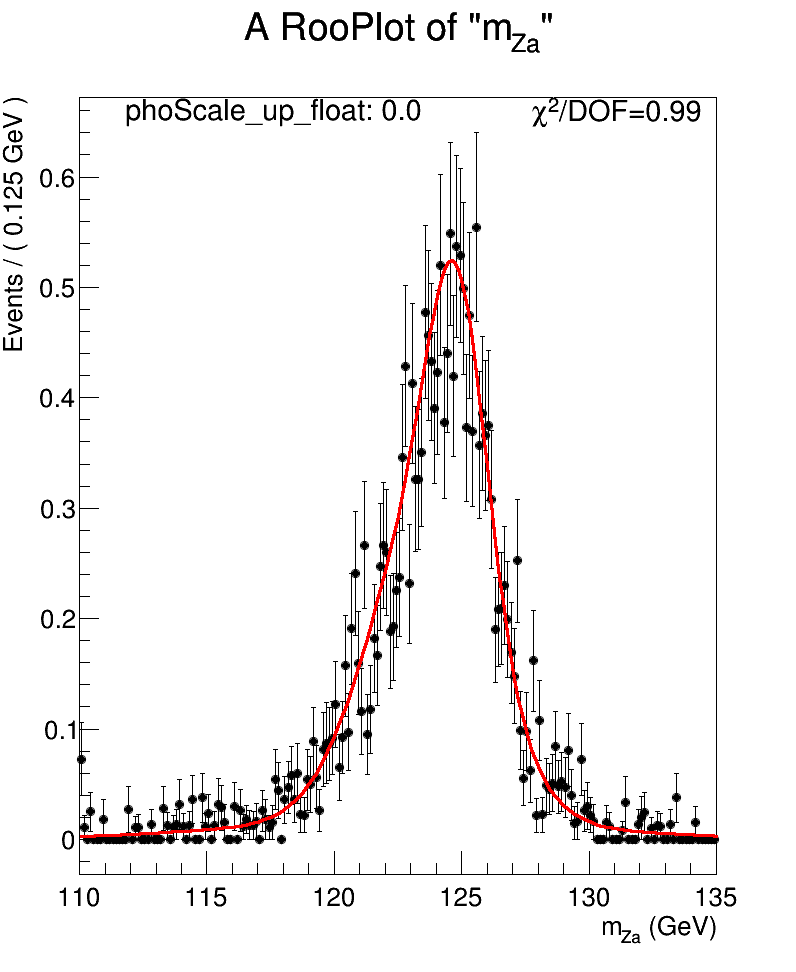 A RooPlot of "m_Za"
phoScale_up_float: 0.0
χ²/DOF=0.99
Events / ( 0.125 GeV )
0.6
0.5
0.4
0.3
0.2
0.1
0
110 115 120 125 130 135
m_Za (GeV)